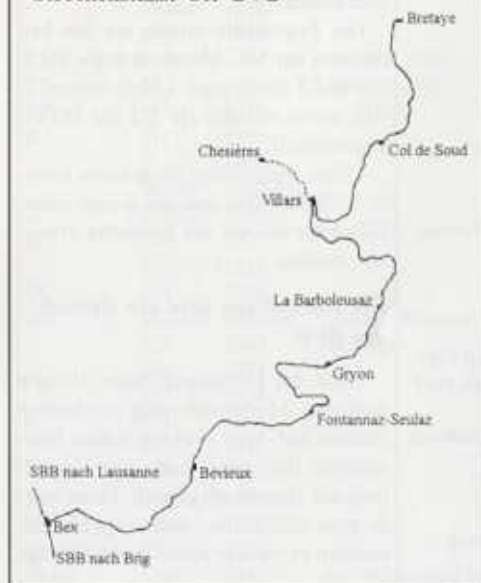 Bretaye
Col de Soud
Chesières
Villars
La Barboleusaz
Gryon
Fontannaz-Seulaz
SBB nach Lausanne
Bévieux
Bex
SBB nach Brig